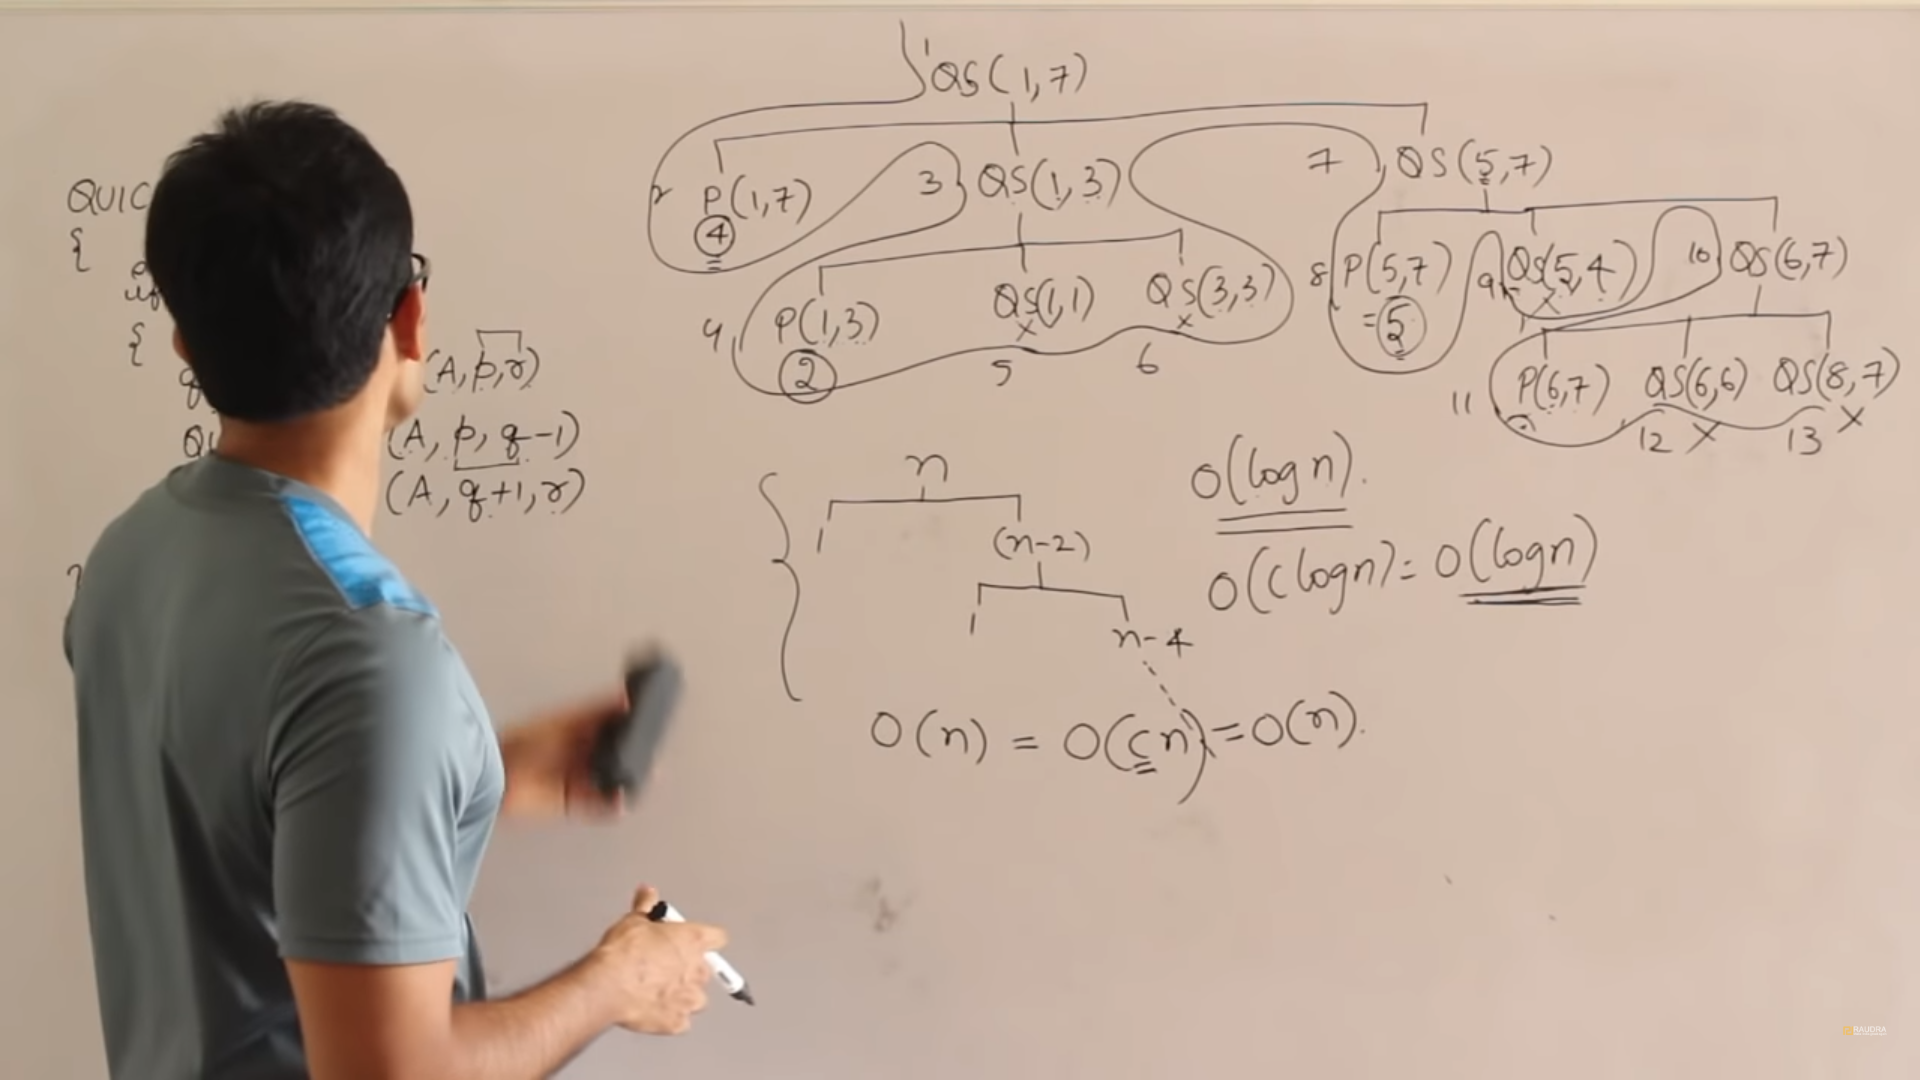 QUIC
{
{
(A, p, r)
(A, p, q-1)
(A, q+1, r)
1 QS(1,7)
2 P(1,7)
4
3 QS(1,3)
7 QS(5,7)
4 P(1,3)
2
QS(1,1)
×
5
QS(3,3)
×
6
8 P(5,7)
=5
9 QS(5,4)
×
10 QS(6,7)
11 P(6,7)
QS(6,6)
12 ×
QS(8,7)
13 ×
n
1 (n-2)
1 n-4
O(n) = O(cn) = O(n).
O(log n).
O(c log n) = O(log n)
RAUDRA